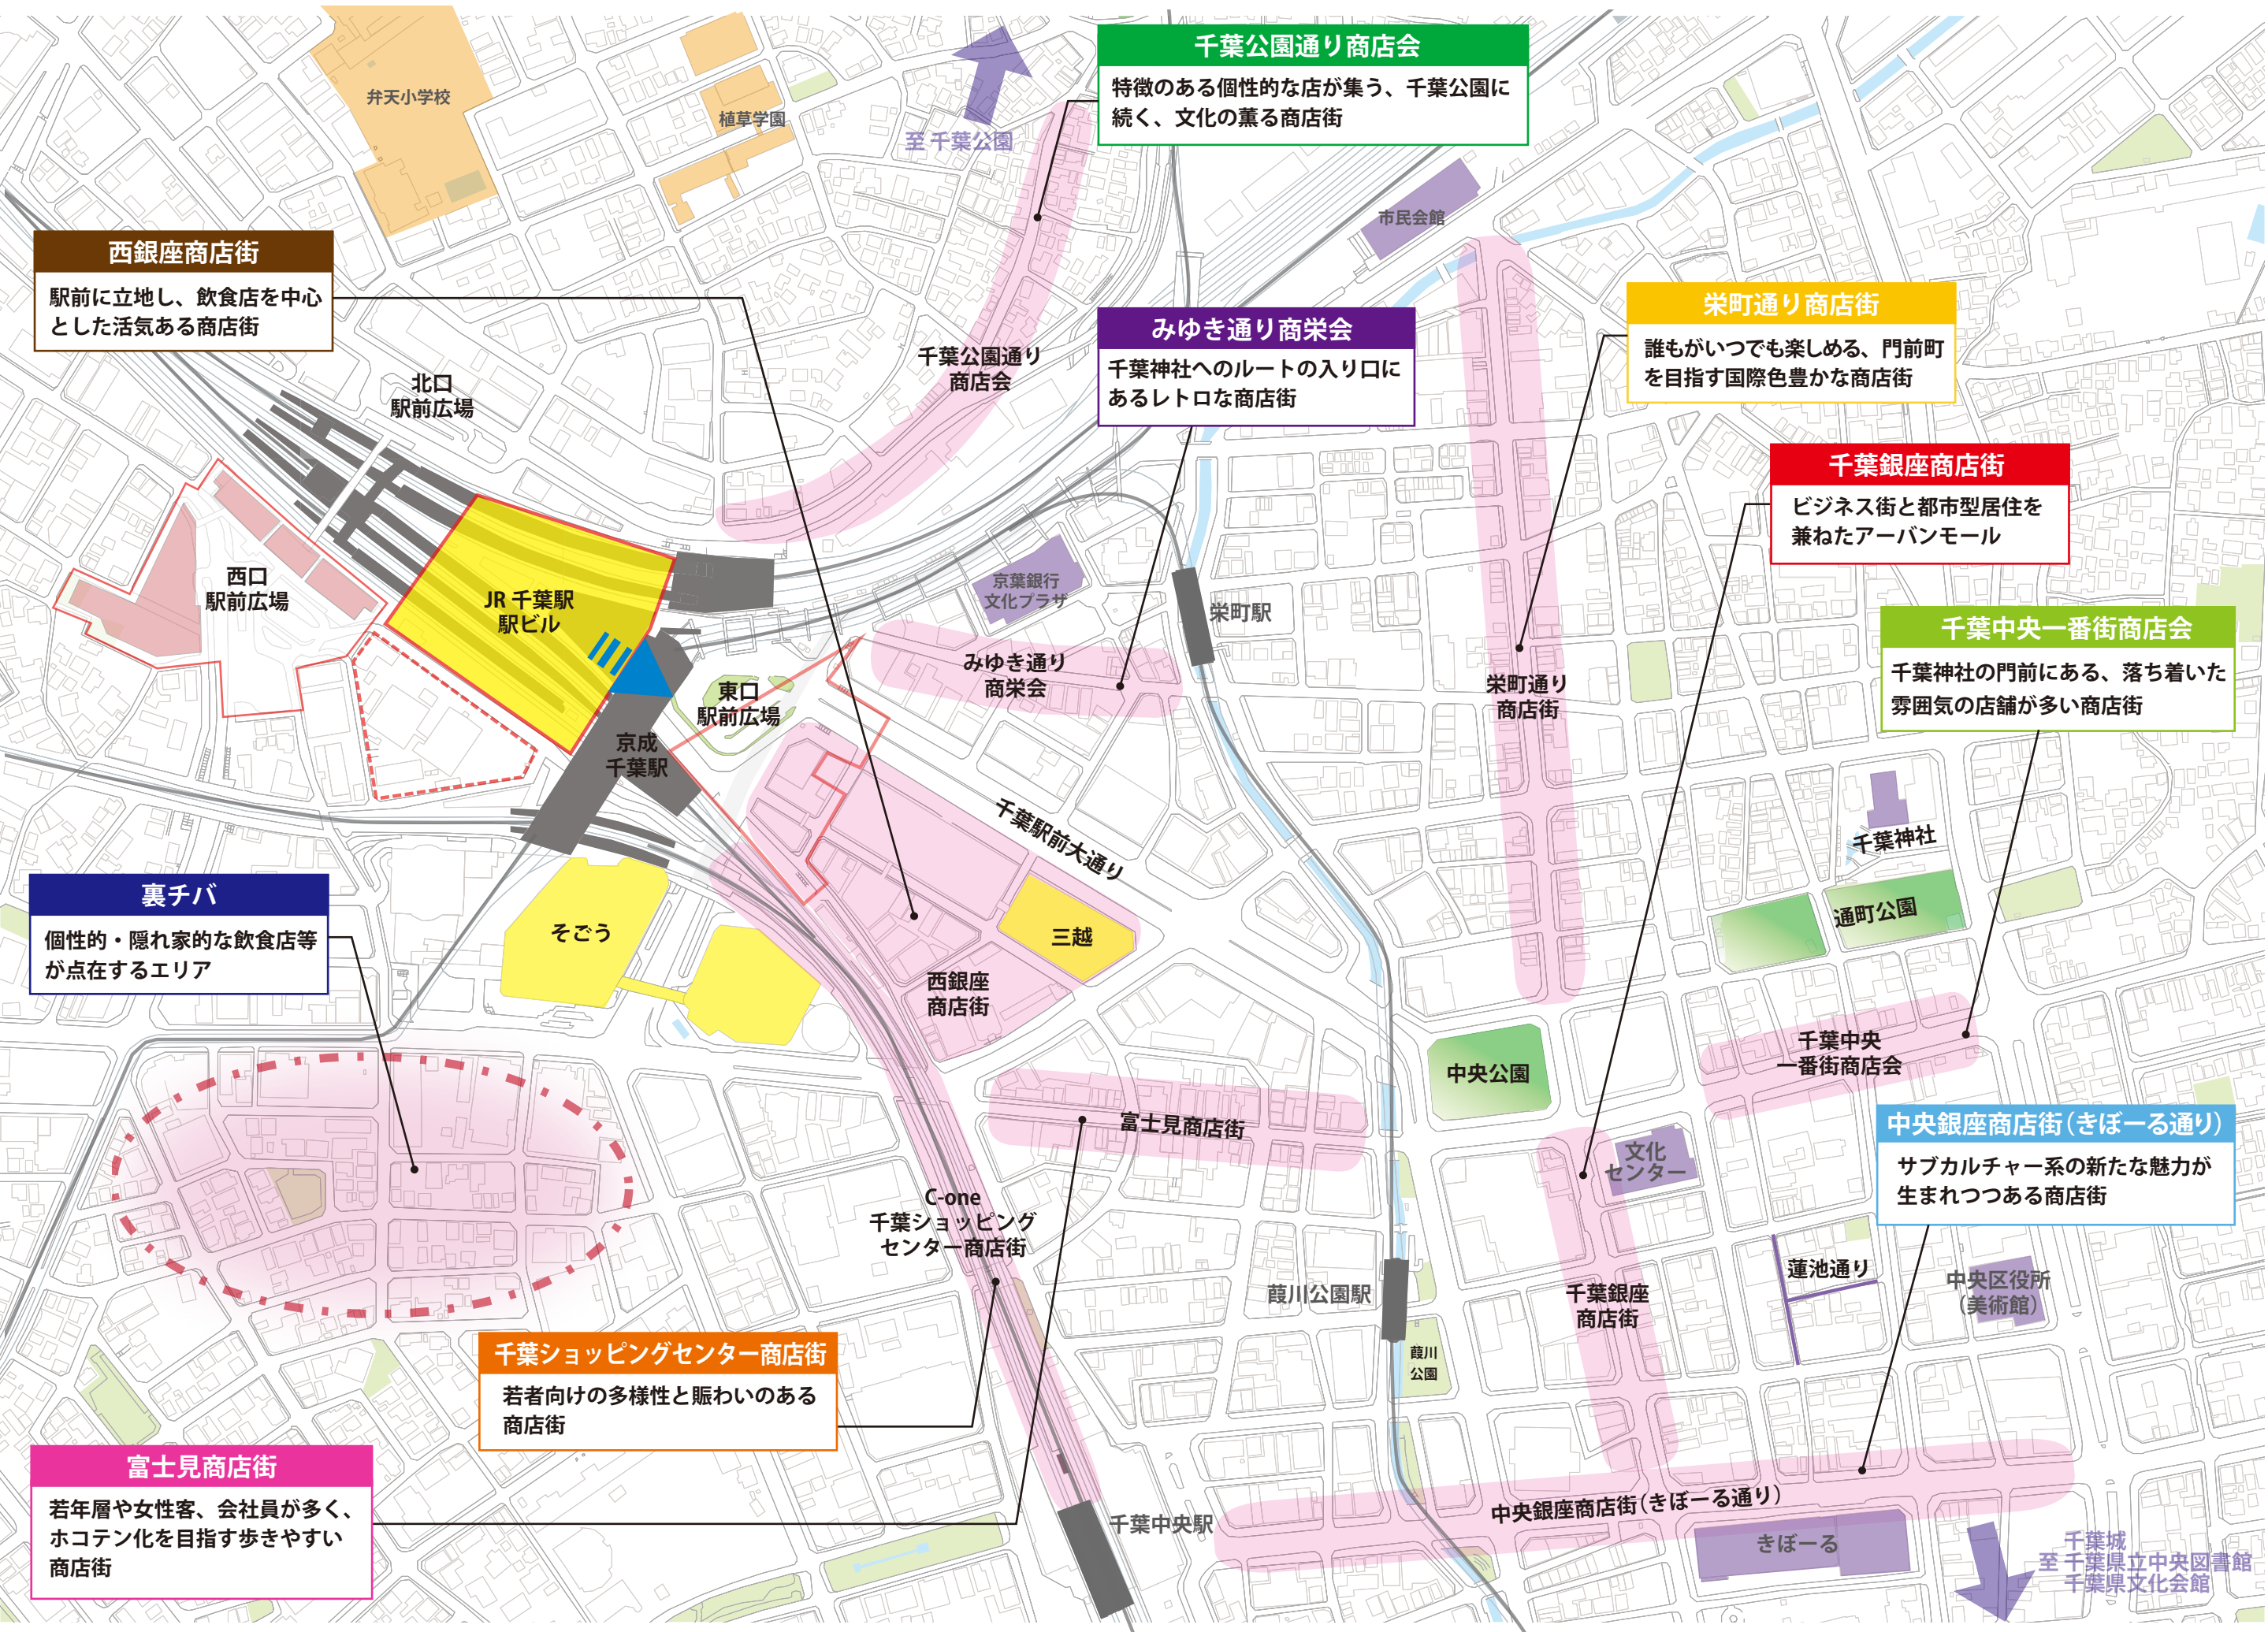 千葉公園通り商店会
特徴のある個性的な店が集う、千葉公園に
続く、文化の薫る商店街
弁天小学校
植草学園
至 千葉公園
市民会館
西銀座商店街
駅前に立地し、飲食店を中心
とした活気ある商店街
北口
駅前広場
千葉公園通り
商店会
みゆき通り商栄会
千葉神社へのルートの入り口に
あるレトロな商店街
栄町通り商店街
誰もがいつでも楽しめる、門前町
を目指す国際色豊かな商店街
千葉銀座商店街
ビジネス街と都市型居住を
兼ねたアーバンモール
西口
駅前広場
JR 千葉駅
駅ビル
京葉銀行
文化プラザ
栄町駅
千葉中央一番街商店会
千葉神社の門前にある、落ち着いた
雰囲気の店舗が多い商店街
みゆき通り
商栄会
東口
駅前広場
栄町通り
商店街
京成
千葉駅
千葉駅前大通り
千葉神社
通町公園
裏チバ
個性的・隠れ家的な飲食店等
が点在するエリア
そごう
三越
西銀座
商店街
中央公園
千葉中央
一番街商店会
富士見商店街
文化
センター
中央銀座商店街（きぼーる通り）
サブカルチャー系の新たな魅力が
生まれつつある商店街
C-one
千葉ショッピング
センター商店街
葭川公園駅
千葉銀座
商店街
蓮池通り
中央区役所
（美術館）
葭川
公園
千葉ショッピングセンター商店街
若者向けの多様性と賑わいのある
商店街
富士見商店街
若年層や女性客、会社員が多く、
ホコテン化を目指す歩きやすい
商店街
千葉中央駅
中央銀座商店街（きぼーる通り）
きぼーる
千葉城
至 千葉県立中央図書館
千葉県文化会館